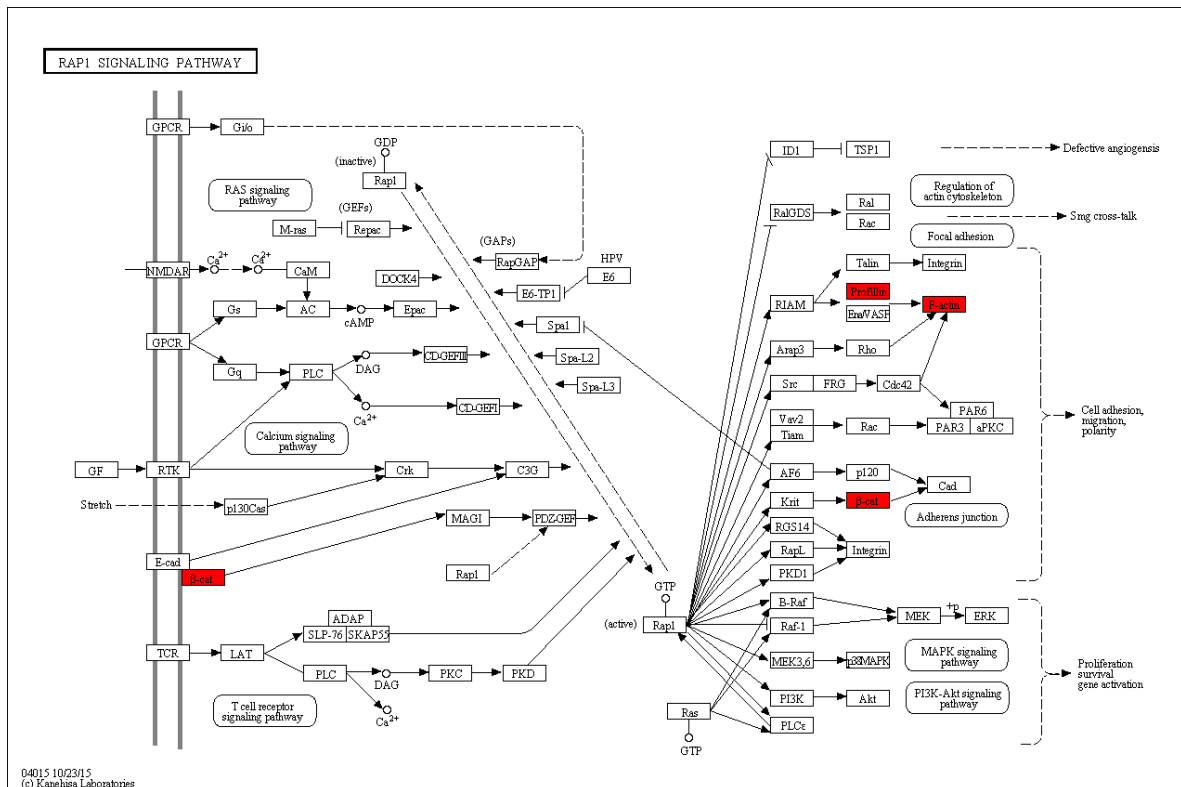 RAP1 SIGNALING PATHWAY
GPCR
Gi/o
GDP
(inactive)
Rap1
RAS signaling
pathway
(GEFs)
M-ras
Repac
(GAPs)
RapGAP
HPV
E6
NMDAR
Ca2+
Ca2+
CaM
DOCK4
E6-TP1
Gs
AC
cAMP
Epac
Spa1
GPCR
Gq
PLC
DAG
CD-GEFIII
Spa-L2
Ca2+
CD-GEFI
Spa-L3
Calcium signaling
pathway
GF
RTK
Crk
C3G
Stretch
p130Cas
MAGI
PDZ-GEF
E-cad
β-cat
Rap1
GTP
(active)
Rap1
ADAP
SLP-76
SKAP55
TCR
LAT
PLC
DAG
PKC
PKD
Ca2+
T cell receptor
signaling pathway
Ras
GTP
ID1
TSP1
Defective angiogensis
Regulation of
actin cytoskeleton
RalGDS
Ral
Rac
Smg cross-talk
Focal adhesion
Talin
Integrin
RIAM
Profilin
Ena/VASP
F-actin
Arap3
Rho
Src
FRG
Cdc42
PAR6
PAR3
aPKC
Vav2
Tiam
Rac
Cell adhesion,
migration,
polarity
AF6
p120
Cad
Krit
β-cat
Adherens junction
RGS14
RapL
Integrin
PKD1
B-Raf
Raf-1
MEK
+p
ERK
MEK3,6
p38MAPK
MAPK signaling
pathway
Proliferation
survival
gene activation
PI3K
Akt
PI3K-Akt signaling
pathway
PLCε
04015 10/23/15
(c) Kanehisa Laboratories